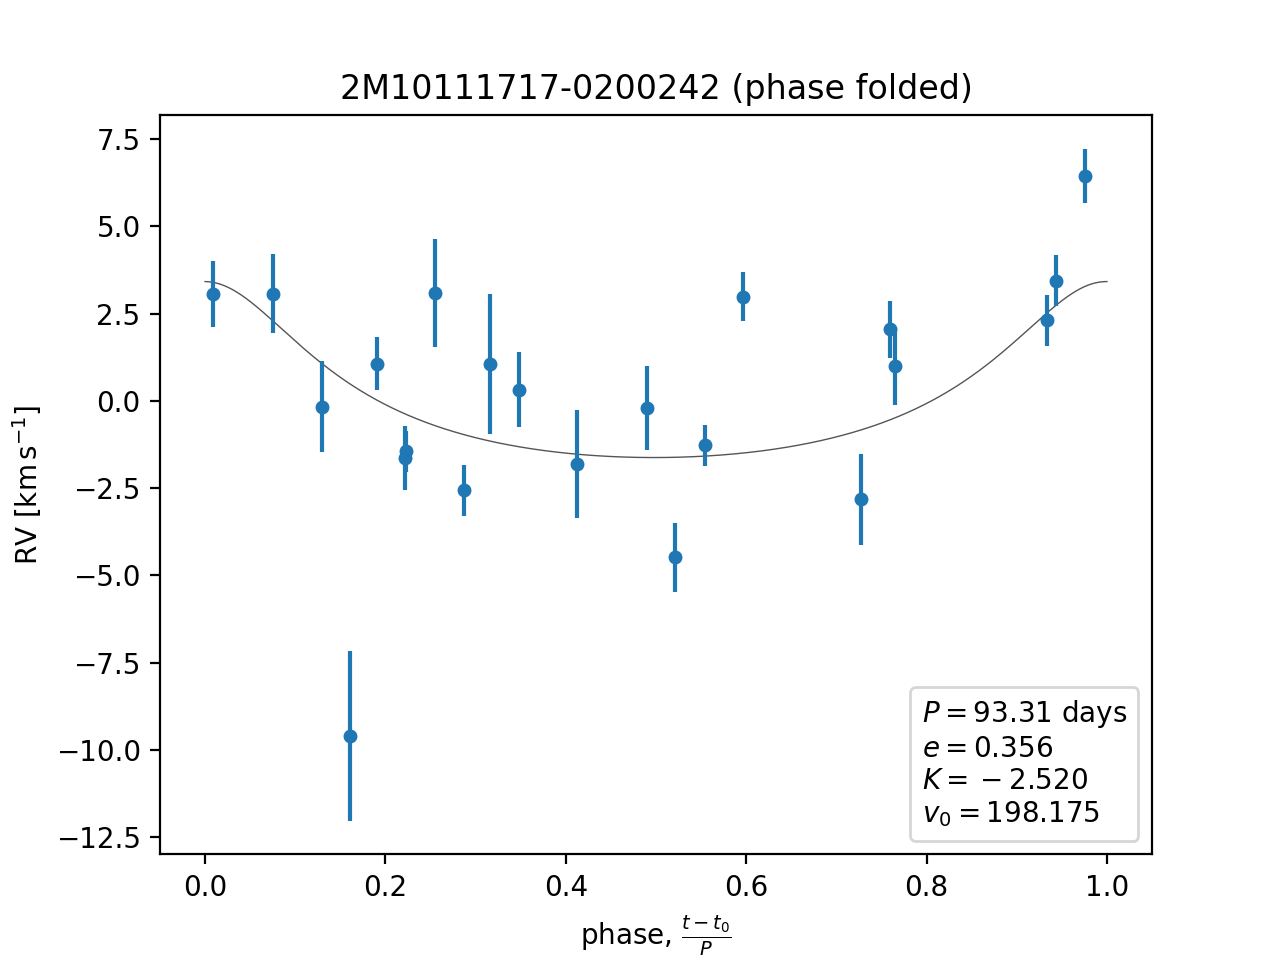 2M10111717-0200242 (phase folded)
7.5
5.0
2.5
0.0
−2.5
−5.0
−7.5
−10.0
−12.5
RV [km s⁻¹]
P = 93.31 days
e = 0.356
K = −2.520
v₀ = 198.175
0.0 0.2 0.4 0.6 0.8 1.0
phase, (t − t₀)/P